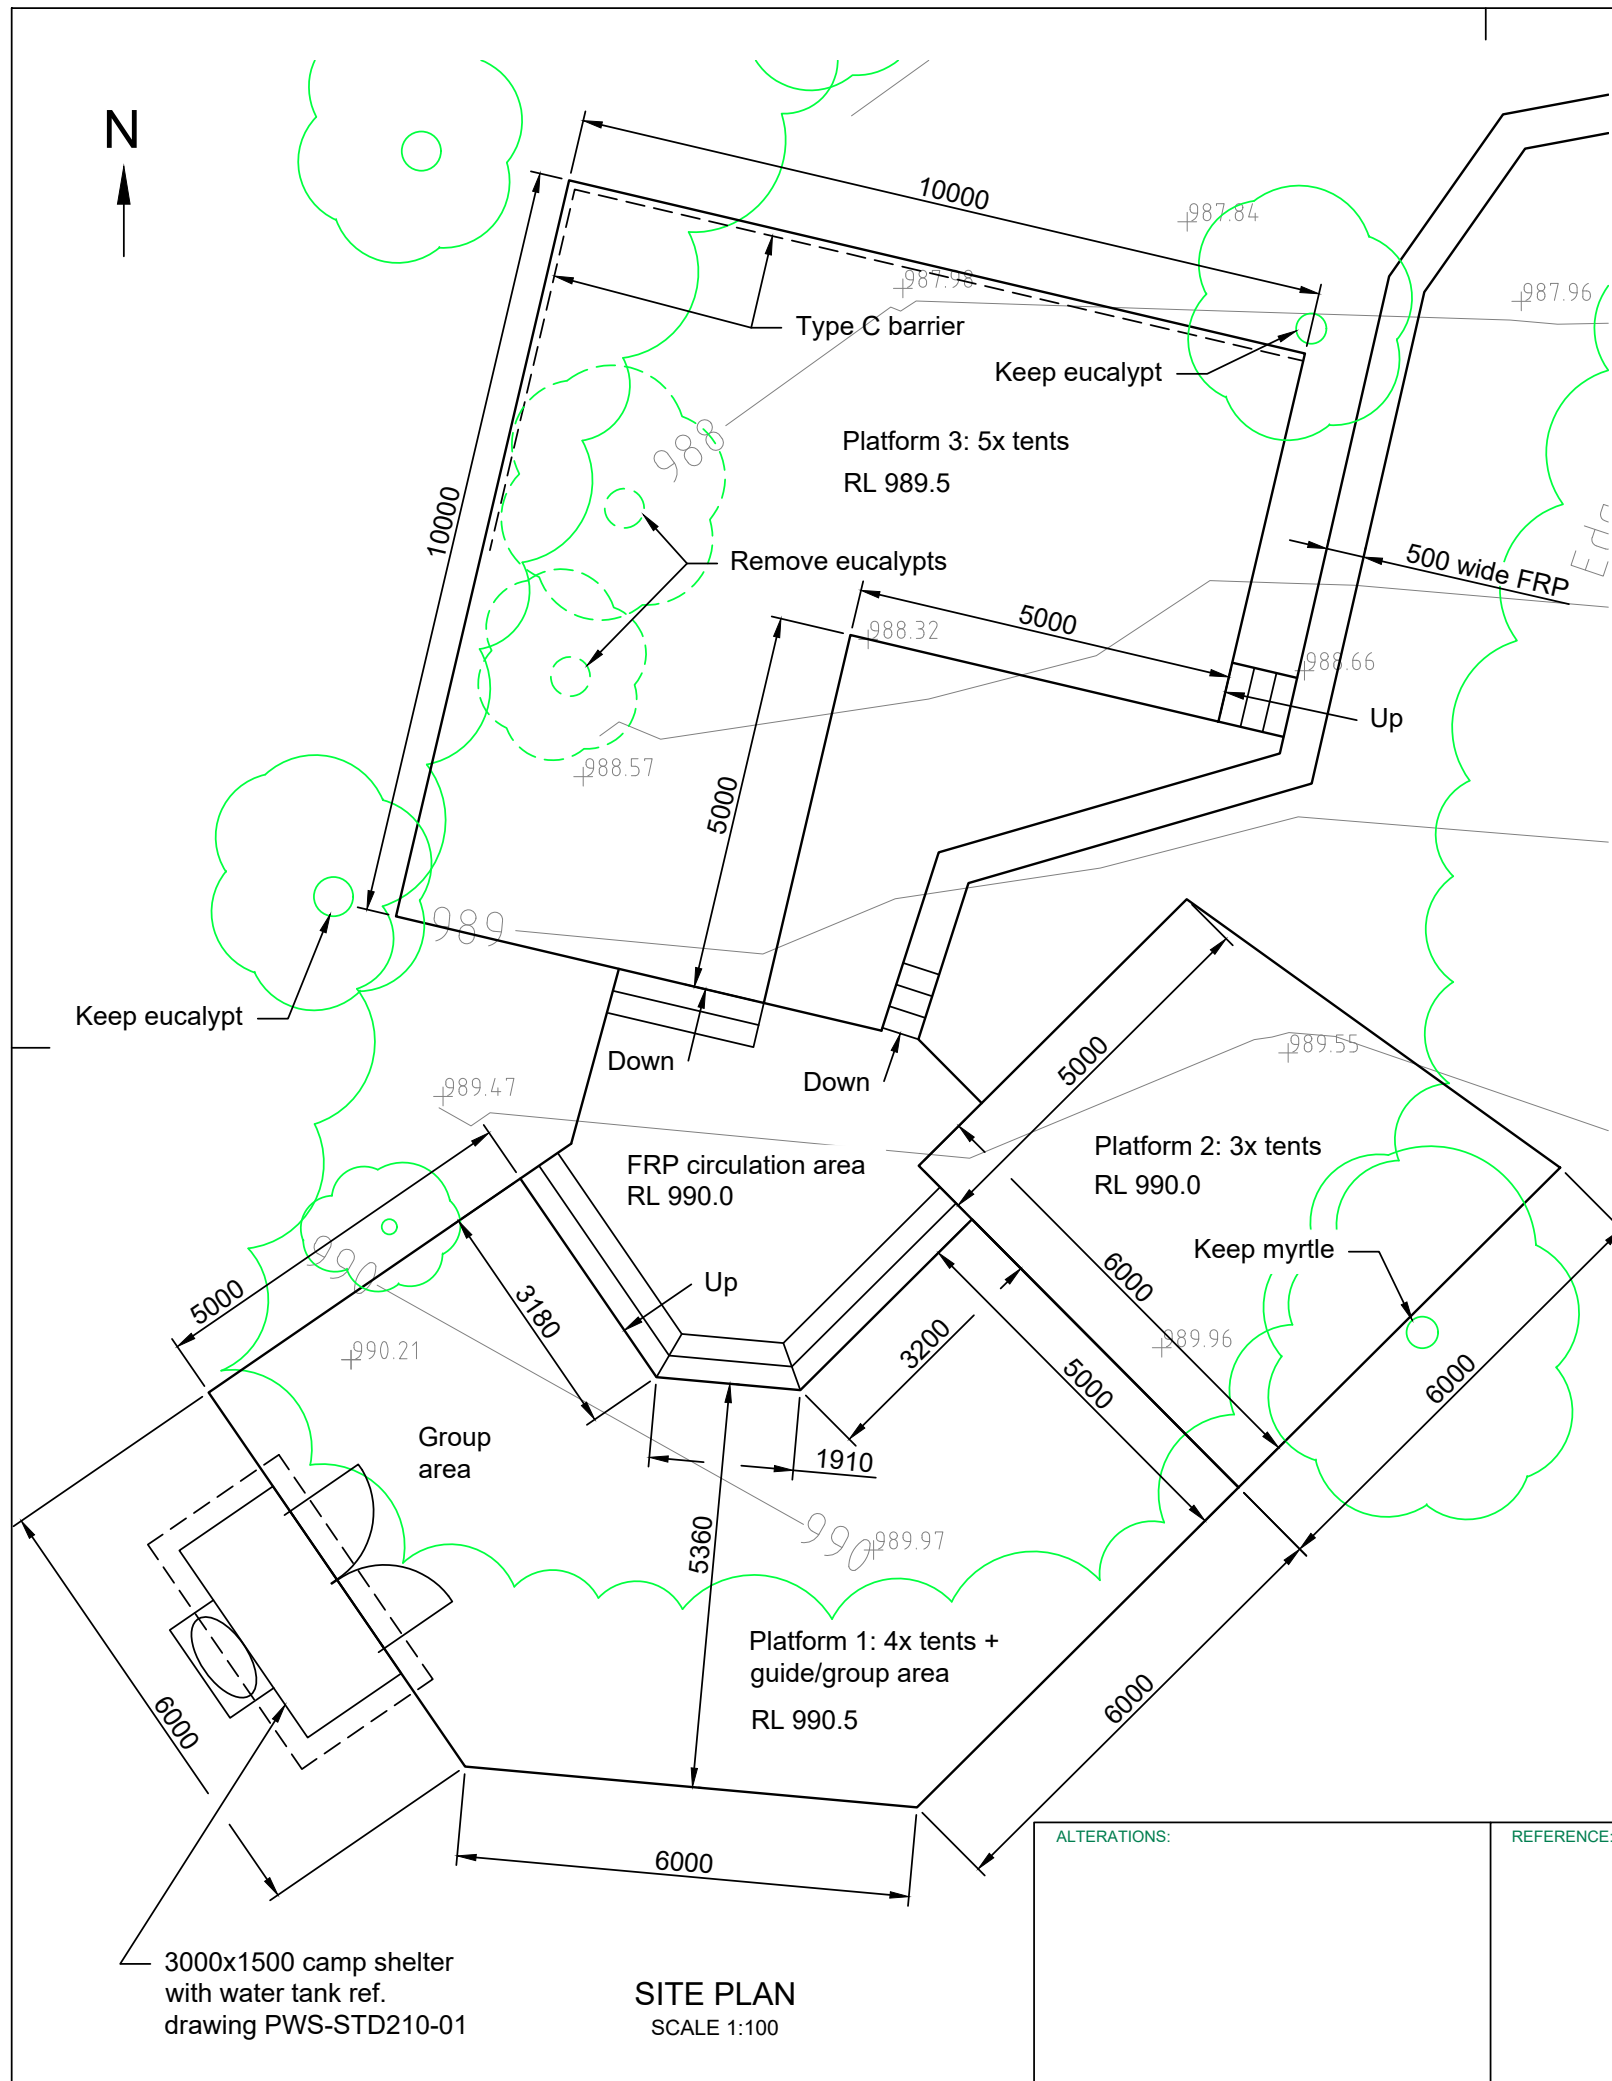 N
10000
987.84
987.98
987.96
Type C barrier
Keep eucalypt
988
Platform 3: 5x tents
RL 989.5
10000
Remove eucalypts
500 wide FRP
5000
988.32
988.66
Up
988.57
5000
989
Keep eucalypt
Down
Down
989.55
5000
989.47
Platform 2: 3x tents
RL 990.0
FRP circulation area
RL 990.0
990
Keep myrtle
6000
Up
5000
3180
990.21
3200
989.96
5000
6000
Group
area
1910
5360
990
989.97
Platform 1: 4x tents +
guide/group area
RL 990.5
6000
6000
6000
ALTERATIONS:
REFERENCE:
3000x1500 camp shelter
with water tank ref.
drawing PWS-STD210-01
SITE PLAN
SCALE 1:100